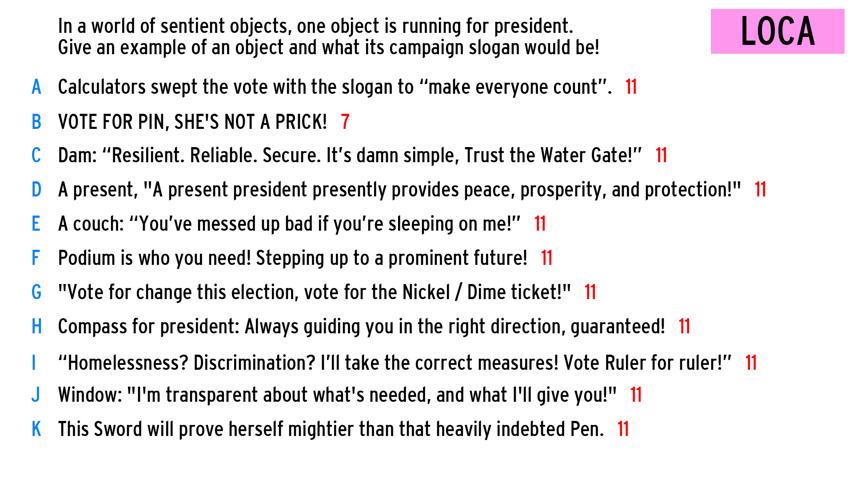 In a world of sentient objects, one object is running for president.
Give an example of an object and what its campaign slogan would be!
LOCA
A Calculators swept the vote with the slogan to “make everyone count”. 11
B VOTE FOR PIN, SHE'S NOT A PRICK! 7
C Dam: “Resilient. Reliable. Secure. It’s damn simple, Trust the Water Gate!” 11
D A present, "A present president presently provides peace, prosperity, and protection!" 11
E A couch: “You’ve messed up bad if you’re sleeping on me!” 11
F Podium is who you need! Stepping up to a prominent future! 11
G "Vote for change this election, vote for the Nickel / Dime ticket!" 11
H Compass for president: Always guiding you in the right direction, guaranteed! 11
I “Homelessness? Discrimination? I’ll take the correct measures! Vote Ruler for ruler!” 11
J Window: "I'm transparent about what's needed, and what I'll give you!" 11
K This Sword will prove herself mightier than that heavily indebted Pen. 11